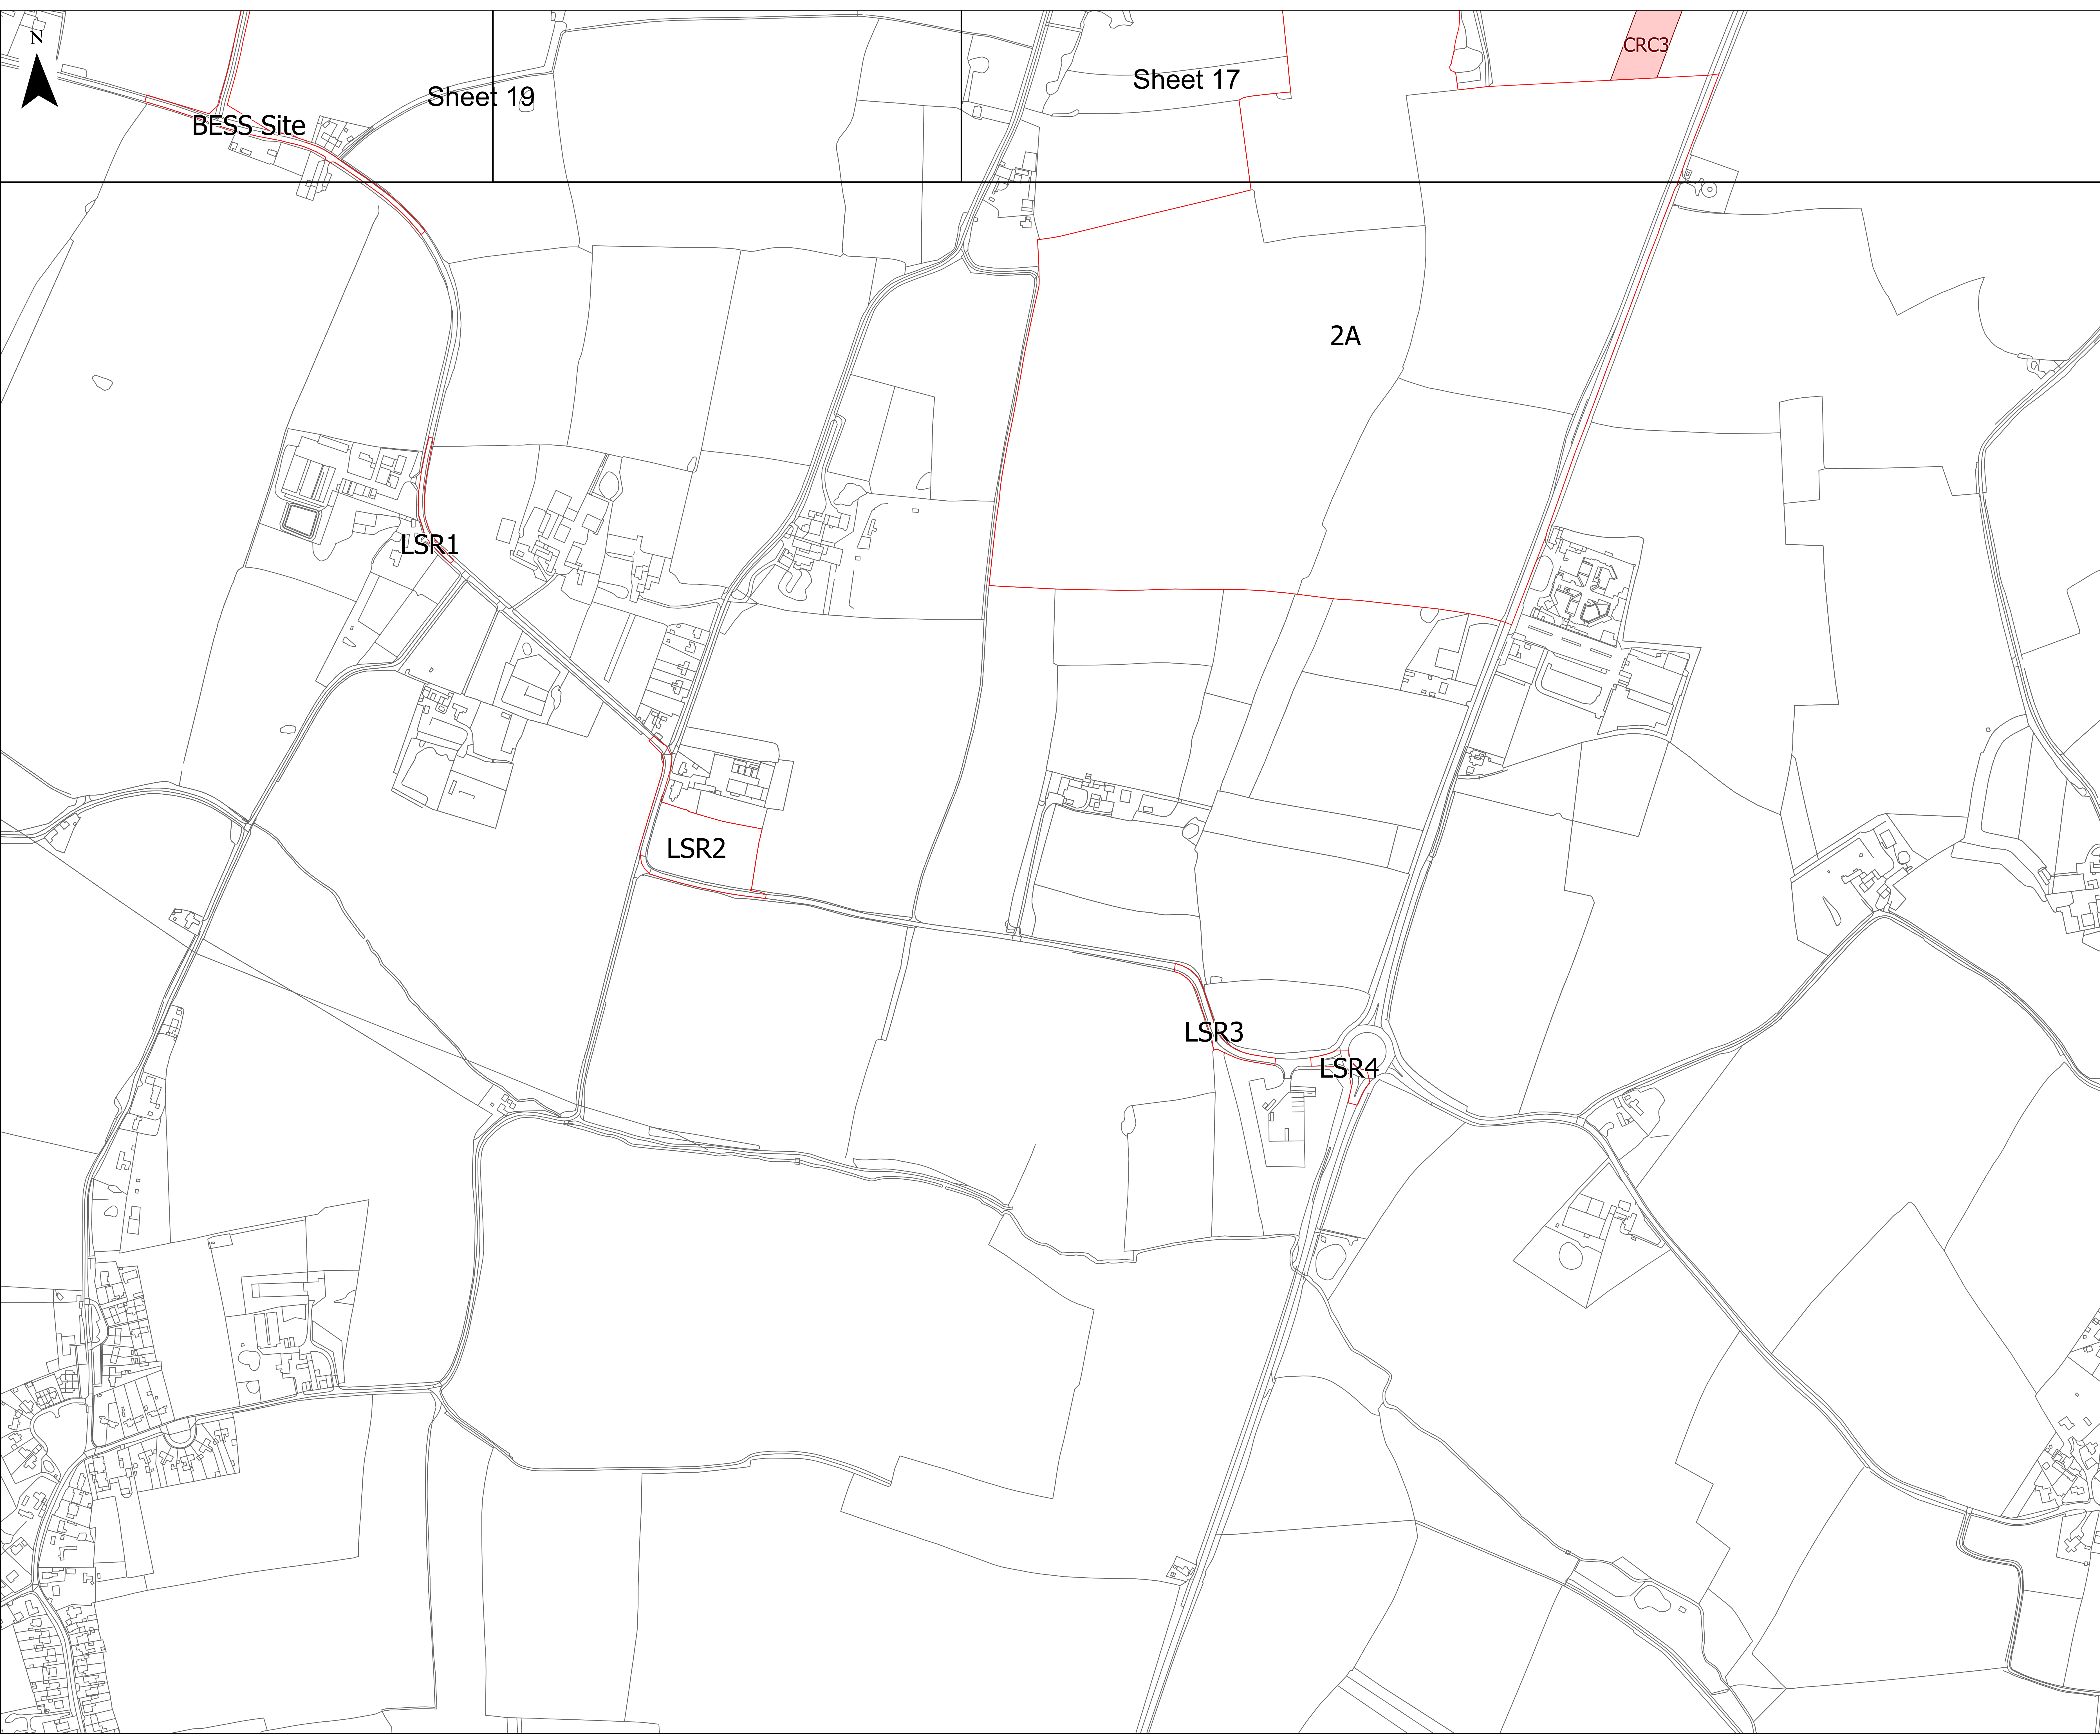 N
CRC3
Sheet 17
Sheet 19
BESS Site
2A
LSR1
LSR2
LSR3
LSR4